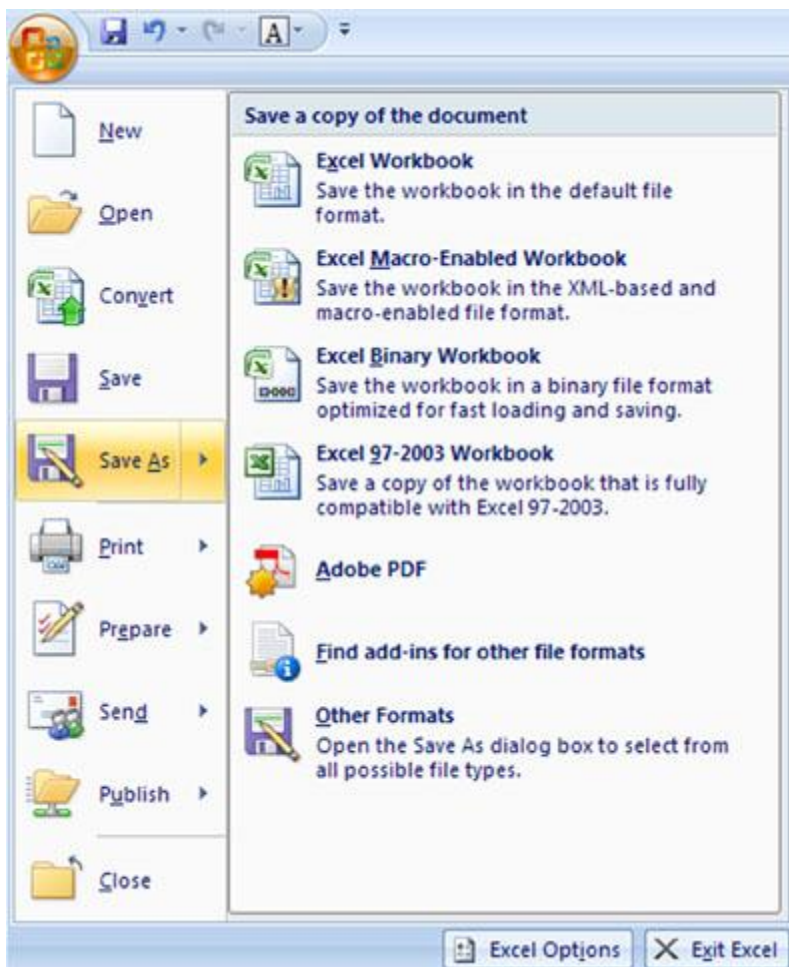 A
New
Open
Convert
Save
Save As
Print
Prepare
Send
Publish
Close
Save a copy of the document
Excel Workbook
Save the workbook in the default file
format.
Excel Macro-Enabled Workbook
Save the workbook in the XML-based and
macro-enabled file format.
Excel Binary Workbook
Save the workbook in a binary file format
optimized for fast loading and saving.
Excel 97-2003 Workbook
Save a copy of the workbook that is fully
compatible with Excel 97-2003.
Adobe PDF
Find add-ins for other file formats
Other Formats
Open the Save As dialog box to select from
all possible file types.
Excel Options
Exit Excel